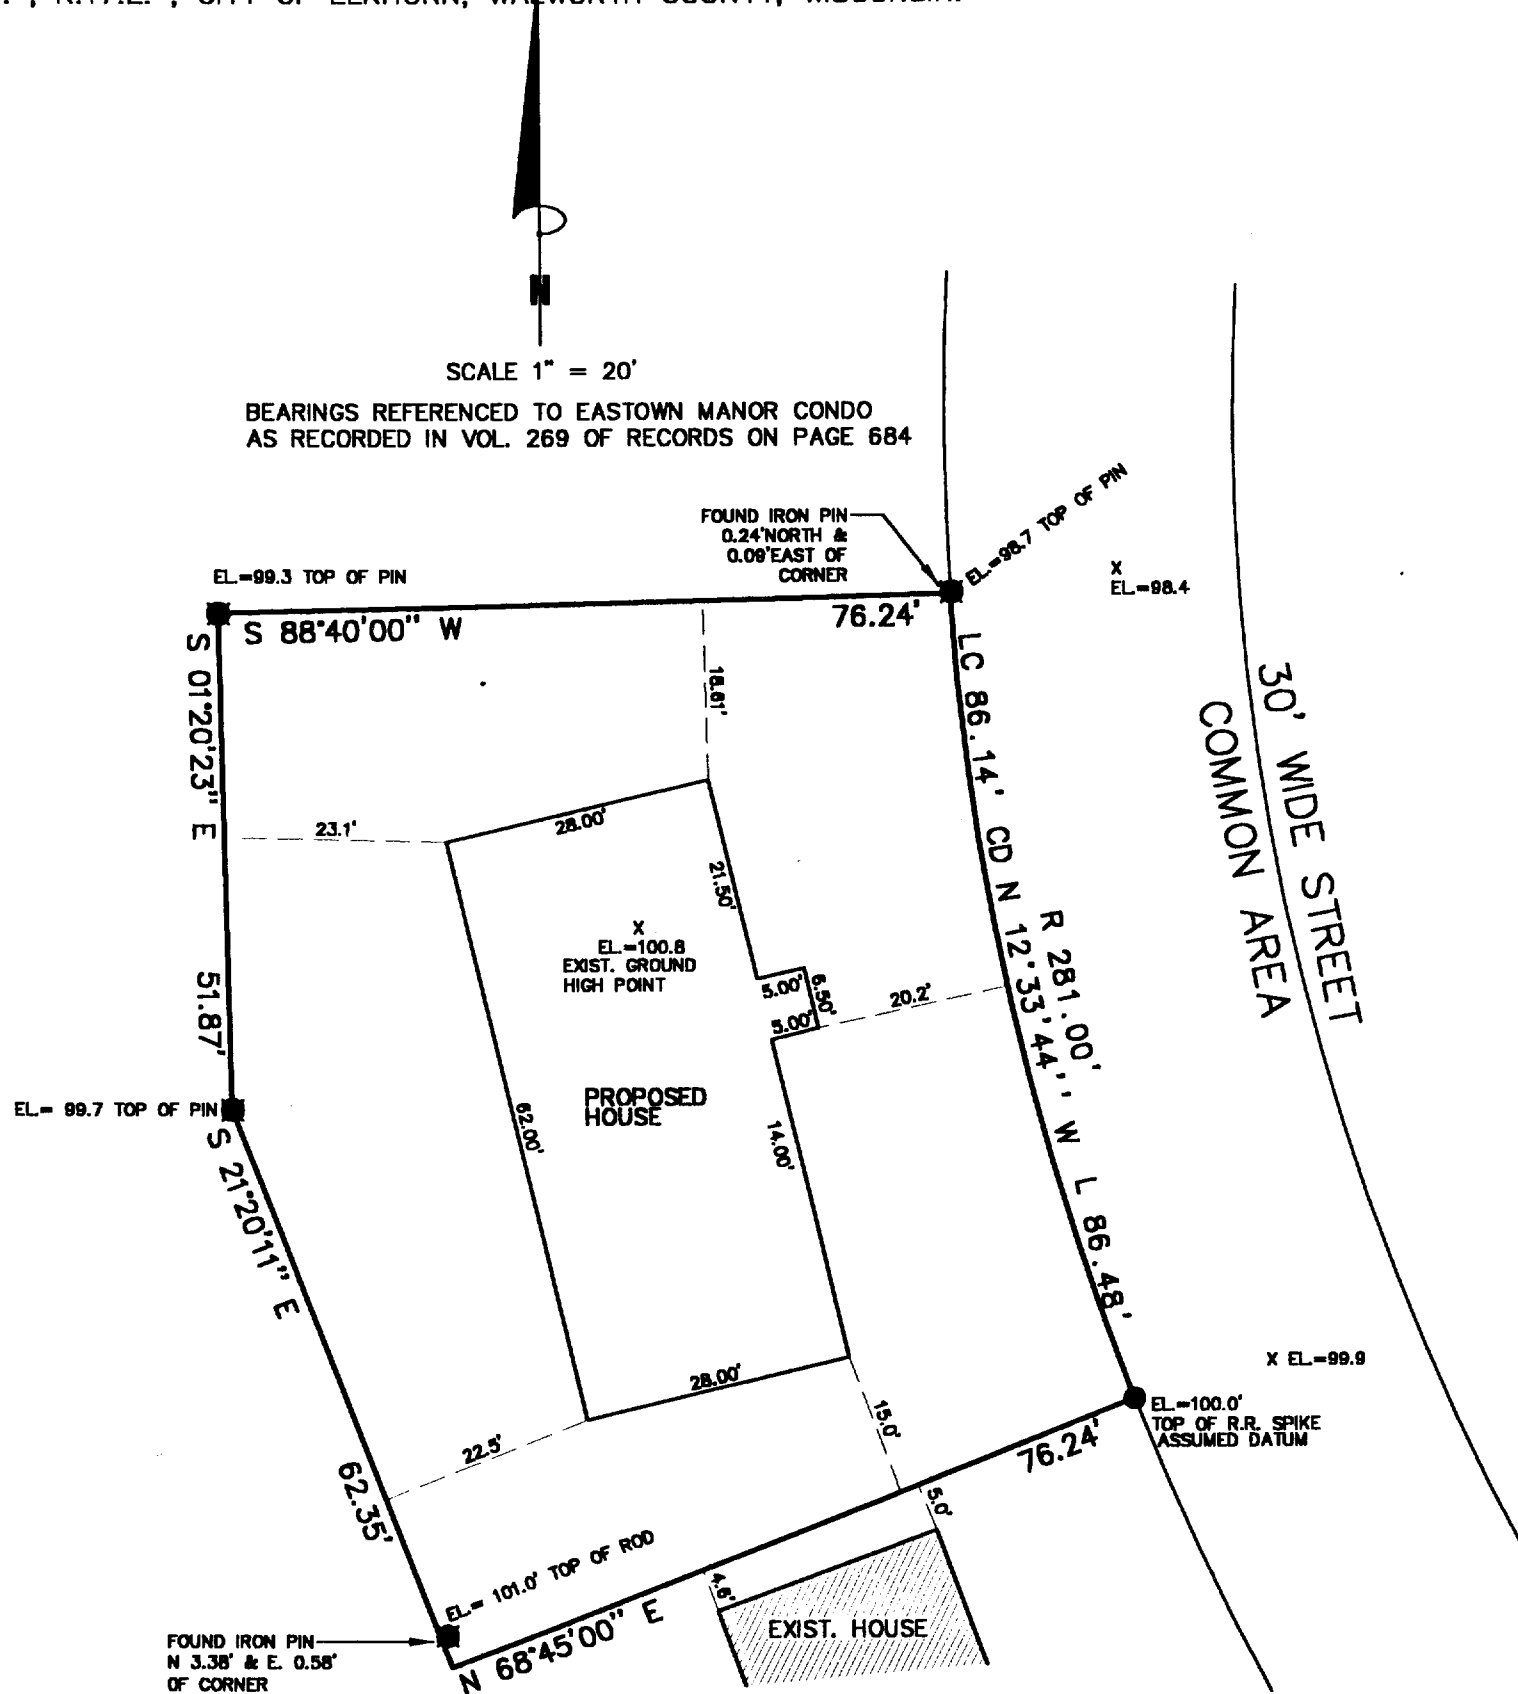 CITY OF ELKHORN, WALWORTH COUNTY, WISCONSIN.
N
SCALE 1" = 20'
BEARINGS REFERENCED TO EASTOWN MANOR CONDO
AS RECORDED IN VOL. 269 OF RECORDS ON PAGE 684
FOUND IRON PIN
0.24'NORTH &
0.09'EAST OF
CORNER
EL.=98.7 TOP OF PIN
X
EL.=98.4
EL.=99.3 TOP OF PIN
S 88°40'00" W
76.24'
S 01°20'23" E
51.87'
18.61'
LC 86.14' CD N 12°33'44'' W L 86.48'
R 281.00'
30' WIDE STREET
COMMON AREA
23.1'
28.00'
21.50'
X
EL.=100.8
EXIST. GROUND
HIGH POINT
5.00'
6.50'
5.00'
20.2'
PROPOSED
HOUSE
62.00'
14.00'
EL.= 99.7 TOP OF PIN
S 21°20'11" E
62.35'
28.00'
22.5'
15.0'
X EL.=99.9
EL.=100.0'
TOP OF R.R. SPIKE
ASSUMED DATUM
76.24'
5.0'
4.6'
EL.= 101.0' TOP OF ROD
N 68°45'00" E
EXIST. HOUSE
FOUND IRON PIN
N 3.38' & E. 0.58'
OF CORNER